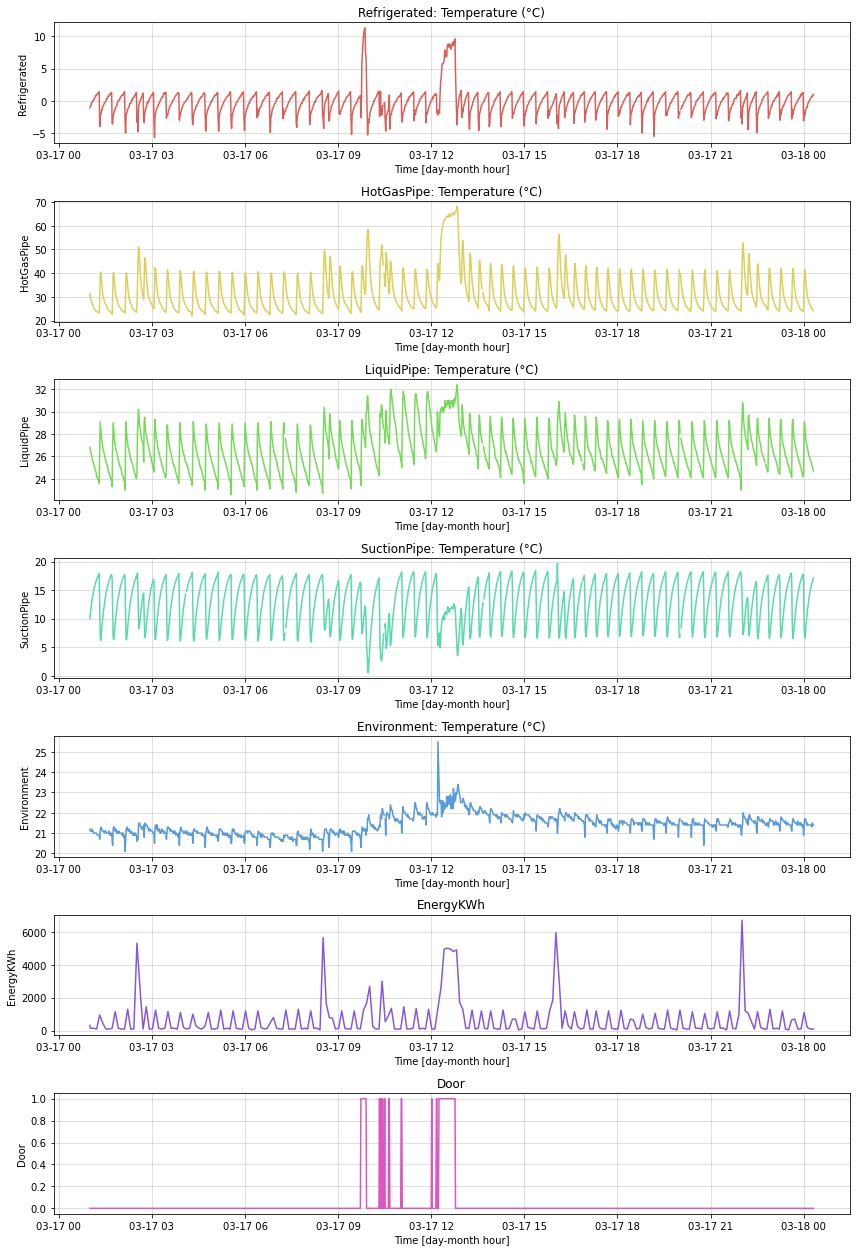 Refrigerated: Temperature (°C)
10
5
0
−5
Refrigerated
03-17 00 03-17 03 03-17 06 03-17 09 03-17 12 03-17 15 03-17 18 03-17 21 03-18 00
Time [day-month hour]
HotGasPipe: Temperature (°C)
70
60
50
40
30
20
HotGasPipe
03-17 00 03-17 03 03-17 06 03-17 09 03-17 12 03-17 15 03-17 18 03-17 21 03-18 00
Time [day-month hour]
LiquidPipe: Temperature (°C)
32
30
28
26
24
LiquidPipe
03-17 00 03-17 03 03-17 06 03-17 09 03-17 12 03-17 15 03-17 18 03-17 21 03-18 00
Time [day-month hour]
SuctionPipe: Temperature (°C)
20
15
10
5
0
SuctionPipe
03-17 00 03-17 03 03-17 06 03-17 09 03-17 12 03-17 15 03-17 18 03-17 21 03-18 00
Time [day-month hour]
Environment: Temperature (°C)
25
24
23
22
21
20
Environment
03-17 00 03-17 03 03-17 06 03-17 09 03-17 12 03-17 15 03-17 18 03-17 21 03-18 00
Time [day-month hour]
EnergyKWh
6000
4000
2000
0
EnergyKWh
03-17 00 03-17 03 03-17 06 03-17 09 03-17 12 03-17 15 03-17 18 03-17 21 03-18 00
Time [day-month hour]
Door
1.0
0.8
0.6
0.4
0.2
0.0
Door
03-17 00 03-17 03 03-17 06 03-17 09 03-17 12 03-17 15 03-17 18 03-17 21 03-18 00
Time [day-month hour]